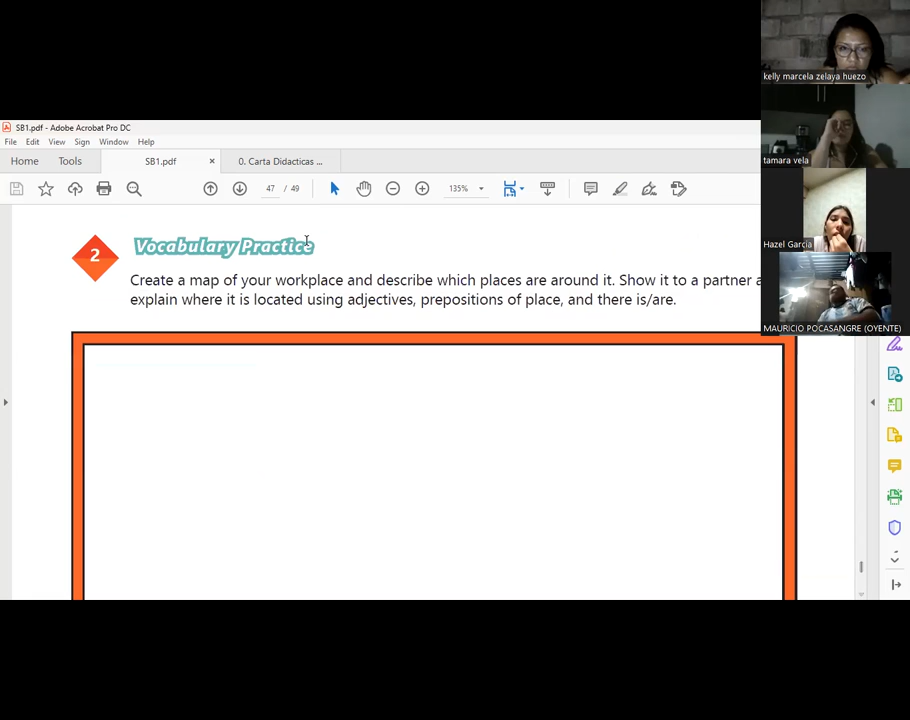 SB1.pdf - Adobe Acrobat Pro DC
File Edit View Sign Window Help
Home Tools SB1.pdf × 0. Carta Didacticas ...
47 / 49 135%
2 Vocabulary Practice
Create a map of your workplace and describe which places are around it. Show it to a partner a
explain where it is located using adjectives, prepositions of place, and there is/are.
kelly marcela zelaya huezo
tamara vela
Hazel Garcia
MAURICIO POCASANGRE (OYENTE)